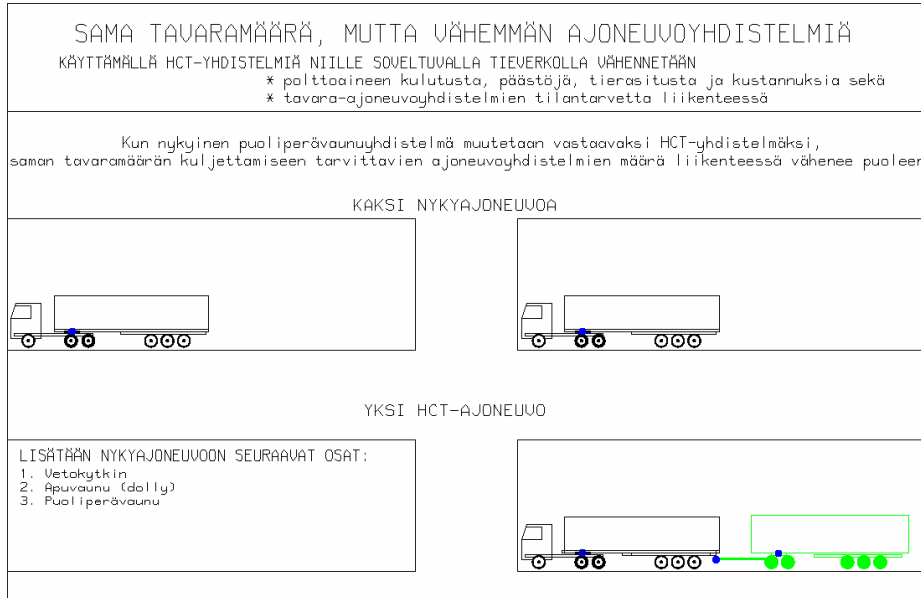 SAMA TAVARAMÄÄRÄ, MUTTA VÄHEMMÄN AJONEUVOYHDISTELMIÄ
KÄYTTÄMÄLLÄ HCT-YHDISTELMIÄ NIILLE SOVELTUVALLA TIEVERKOLLA VÄHENNETÄÄN
* polttoaineen kulutusta, päästöjä, tierasitusta ja kustannuksia sekä
* tavara-ajoneuvoyhdistelmien tilantarvetta liikenteessä
Kun nykyinen puoliperävaunuyhdistelmä muutetaan vastaavaksi HCT-yhdistelmäksi,
saman tavaramäärän kuljettamiseen tarvittavien ajoneuvoyhdistelmien määrä liikenteessä vähenee puoleen
KAKSI NYKYAJONEUVOA
YKSI HCT-AJONEUVO
LISÄTÄÄN NYKYAJONEUVOON SEURAAVAT OSAT:
1. Vetokytkin
2. Apuvaunu (dolly)
3. Puoliperävaunu